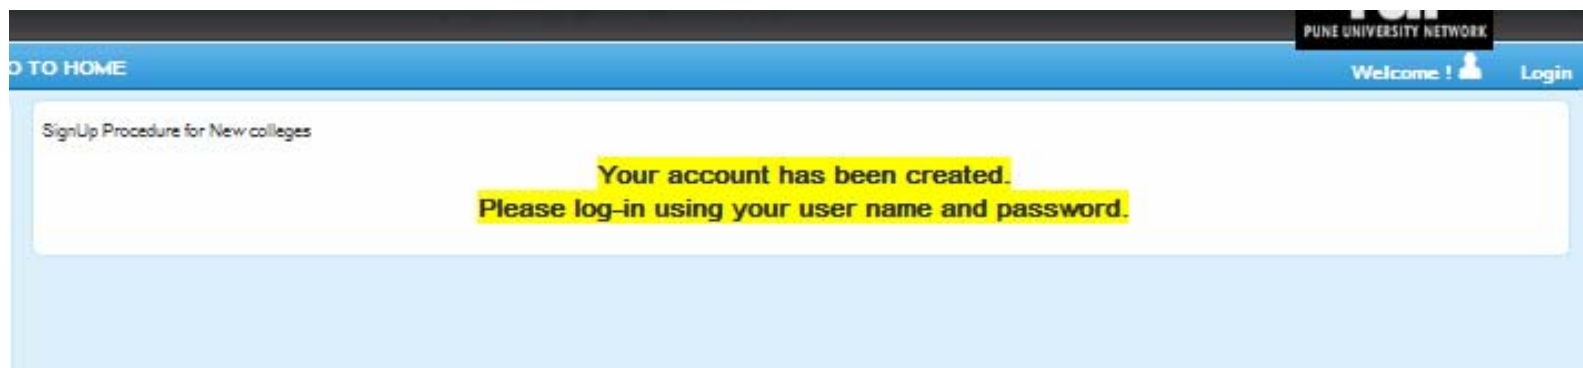 PUNE UNIVERSITY NETWORK
O TO HOME
Welcome !
Login
SignUp Procedure for New colleges
Your account has been created.
Please log-in using your user name and password.